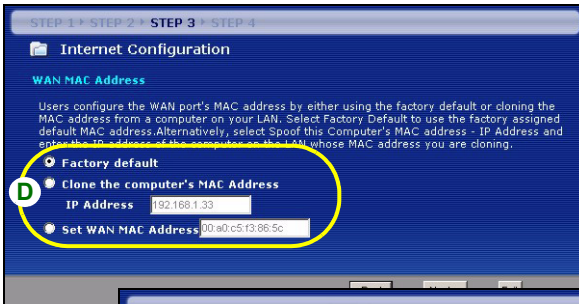 STEP 1 ▸ STEP 2 ▸ STEP 3 ▸ STEP 4
Internet Configuration
WAN MAC Address
Users configure the WAN port's MAC address by either using the factory default or cloning the
MAC address from a computer on your LAN. Select Factory Default to use the factory assigned
default MAC address.Alternatively, select Spoof this Computer's MAC address - IP Address and
enter the IP address of the computer on the LAN whose MAC address you are cloning.
Factory default
D
Clone the computer's MAC Address
IP Address 192.168.1.33
Set WAN MAC Address 00:a0:c5:f3:86:5c